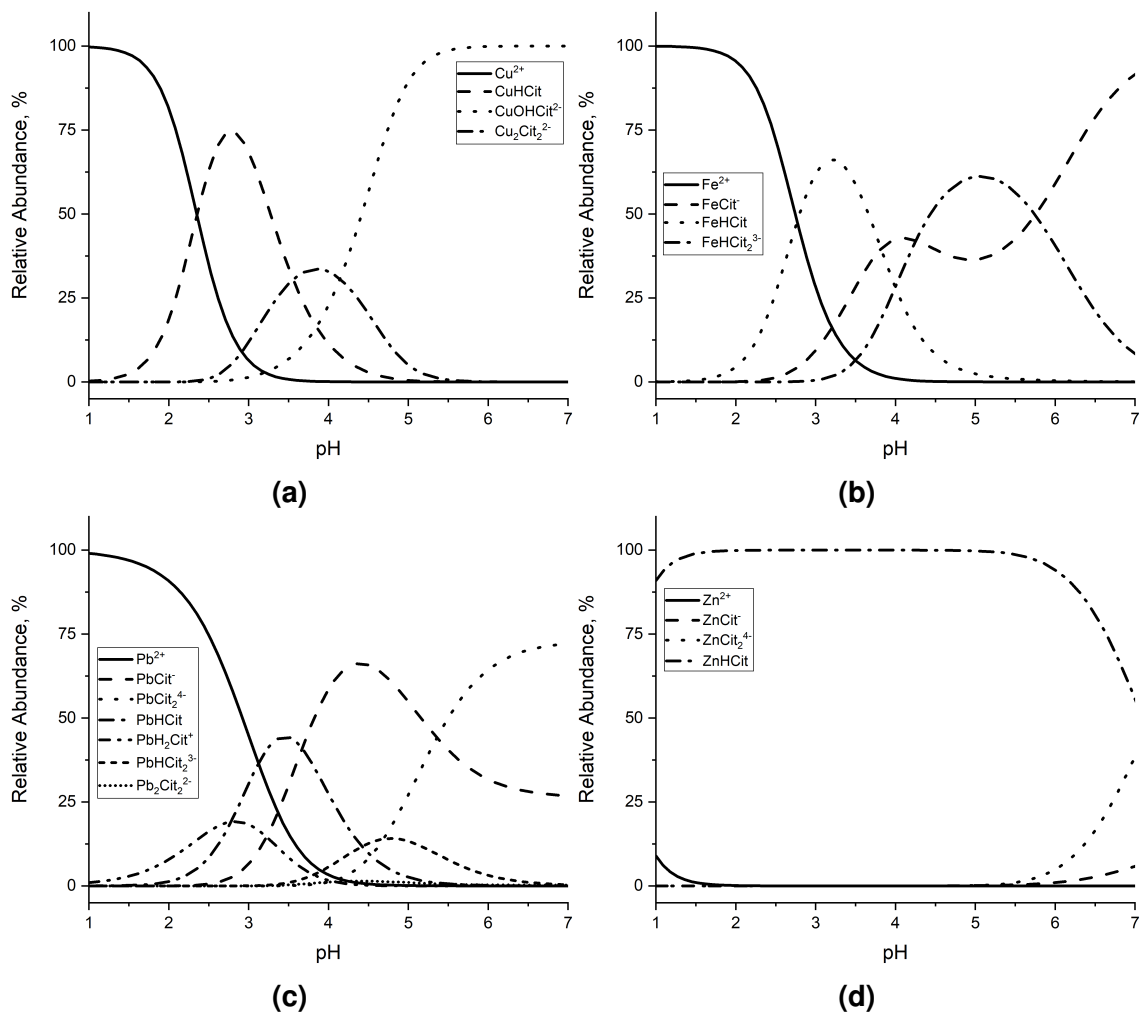 100
75
50
25
0
Relative Abundance, %
1 2 3 4 5 6 7
pH
Cu²⁺
CuHCit
CuOHCit²⁻
Cu₂Cit₂²⁻
(a)
100
75
50
25
0
Relative Abundance, %
1 2 3 4 5 6 7
pH
Fe²⁺
FeCit⁻
FeHCit
FeHCit₂³⁻
(b)
100
75
50
25
0
Relative Abundance, %
1 2 3 4 5 6 7
pH
Pb²⁺
PbCit⁻
PbCit₂⁴⁻
PbHCit
PbH₂Cit⁺
PbHCit₂³⁻
Pb₂Cit₂²⁻
(c)
100
75
50
25
0
Relative Abundance, %
1 2 3 4 5 6 7
pH
Zn²⁺
ZnCit⁻
ZnCit₂⁴⁻
ZnHCit
(d)